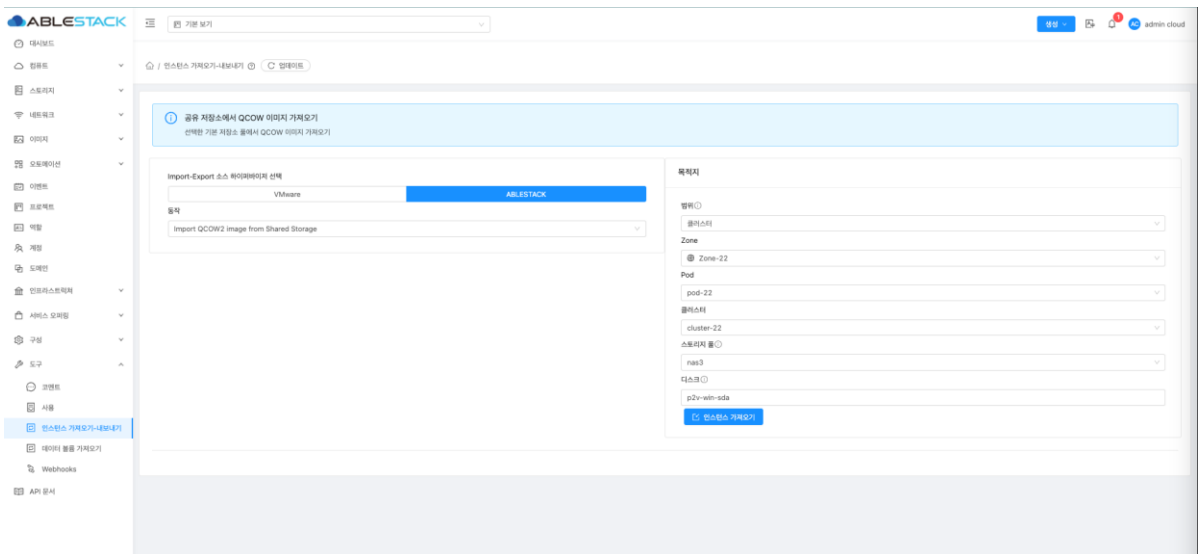 ABLESTACK
기본 보기
생성
1
AC
admin cloud
대시보드
컴퓨트
스토리지
네트워크
이미지
오토메이션
이벤트
프로젝트
역할
계정
도메인
인프라스트럭쳐
서비스 오퍼링
구성
도구
코멘트
사용
인스턴스 가져오기-내보내기
데이터 볼륨 가져오기
Webhooks
API 문서
/ 인스턴스 가져오기-내보내기
업데이트
공유 저장소에서 QCOW 이미지 가져오기
선택한 기본 저장소 풀에서 QCOW 이미지 가져오기
Import-Export 소스 하이퍼바이저 선택
VMware
ABLESTACK
동작
Import QCOW2 image from Shared Storage
목적지
범위
클러스터
Zone
Zone-22
Pod
pod-22
클러스터
cluster-22
스토리지 풀
nas3
디스크
p2v-win-sda
인스턴스 가져오기